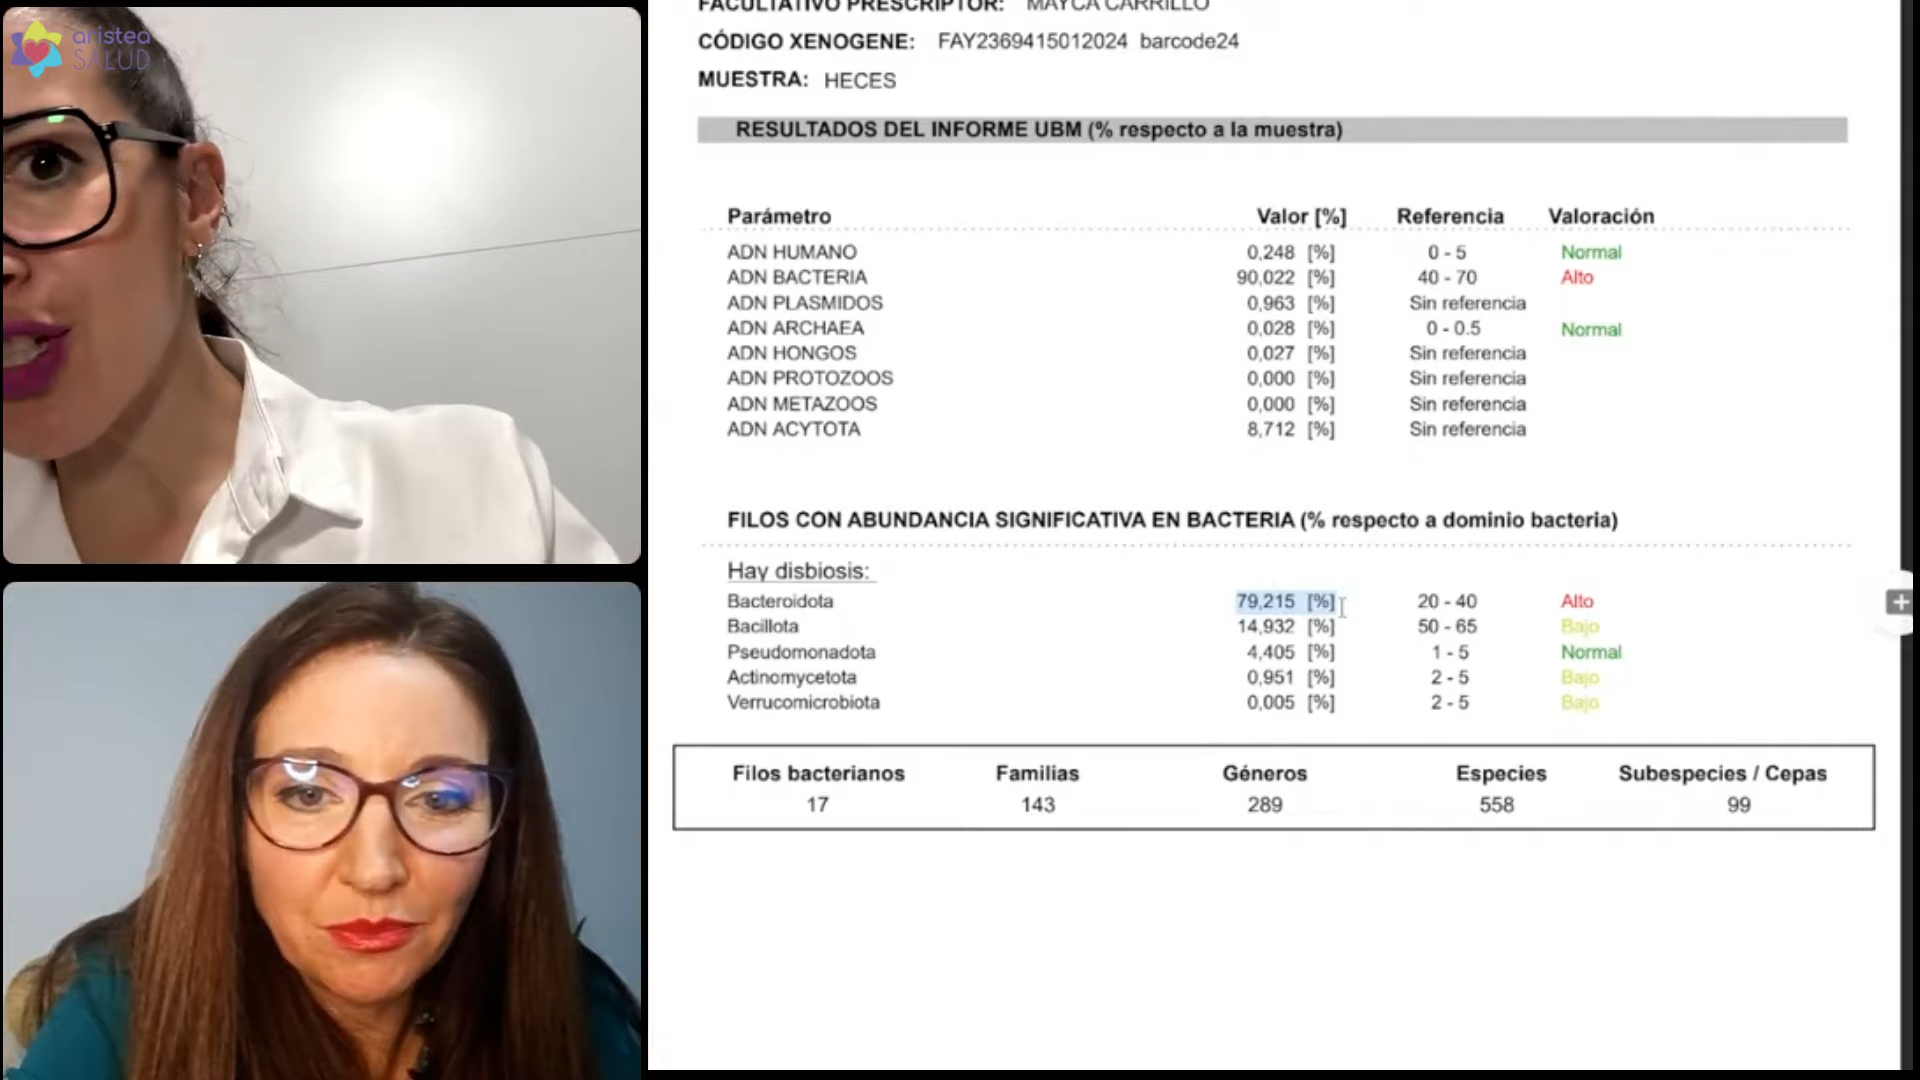 aristea
SALUD
FACULTATIVO PRESCRIPTOR: MAYCA CARRILLO
CÓDIGO XENOGENE: FAY2369415012024 barcode24
MUESTRA: HECES
RESULTADOS DEL INFORME UBM (% respecto a la muestra)
Parámetro Valor [%] Referencia Valoración
ADN HUMANO 0,248 [%] 0 - 5 Normal
ADN BACTERIA 90,022 [%] 40 - 70 Alto
ADN PLASMIDOS 0,963 [%] Sin referencia
ADN ARCHAEA 0,028 [%] 0 - 0.5 Normal
ADN HONGOS 0,027 [%] Sin referencia
ADN PROTOZOOS 0,000 [%] Sin referencia
ADN METAZOOS 0,000 [%] Sin referencia
ADN ACYTOTA 8,712 [%] Sin referencia
FILOS CON ABUNDANCIA SIGNIFICATIVA EN BACTERIA (% respecto a dominio bacteria)
Hay disbiosis:
Bacteroidota 79,215 [%] 20 - 40 Alto
Bacillota 14,932 [%] 50 - 65 Bajo
Pseudomonadota 4,405 [%] 1 - 5 Normal
Actinomycetota 0,951 [%] 2 - 5 Bajo
Verrucomicrobiota 0,005 [%] 2 - 5 Bajo
Filos bacterianos Familias Géneros Especies Subespecies / Cepas
17 143 289 558 99